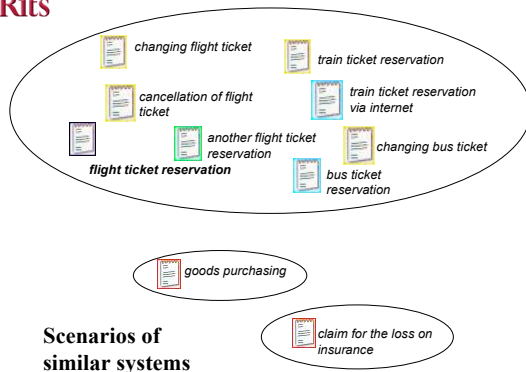 Rits
changing flight ticket
train ticket reservation
cancellation of flight
ticket
train ticket reservation
via internet
another flight ticket
reservation
changing bus ticket
flight ticket reservation
bus ticket
reservation
goods purchasing
claim for the loss on
insurance
Scenarios of
similar systems